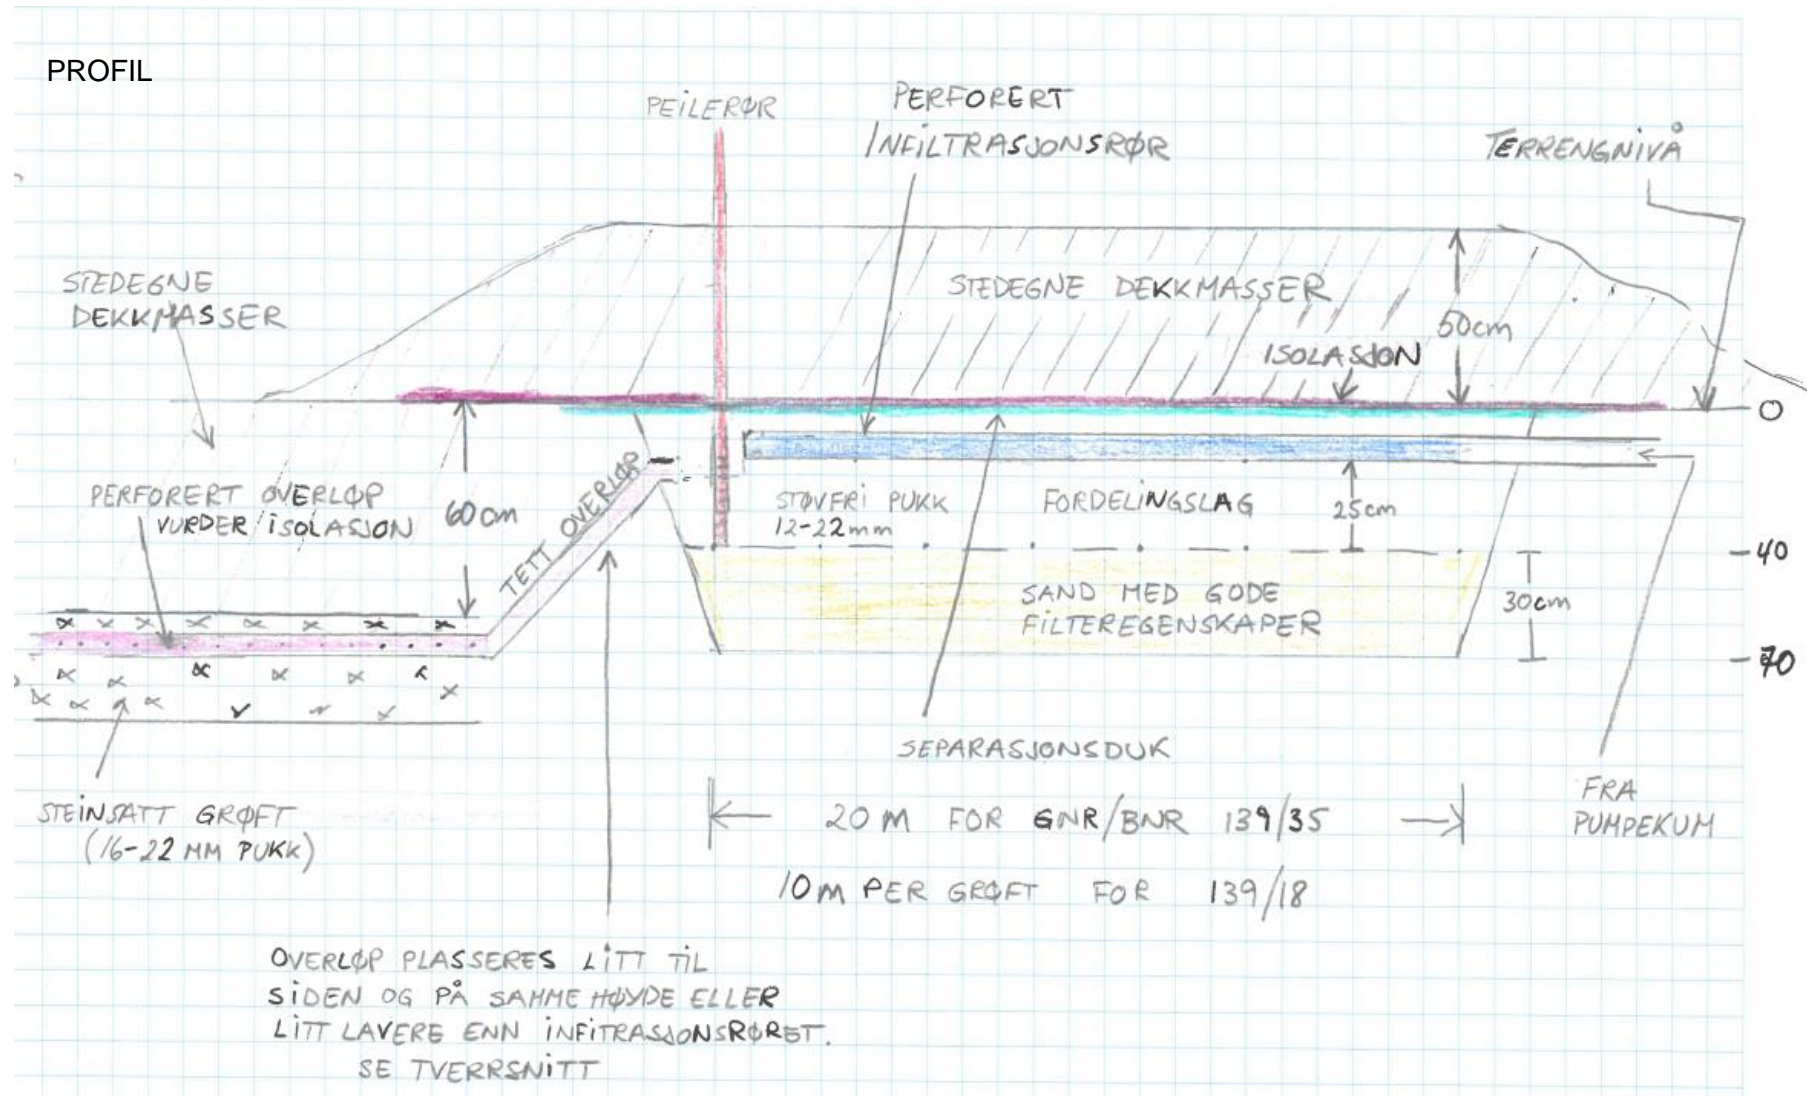 PROFIL
PEILERØR
PERFORERT
INFILTRASJONSRØR
TERRENGNIVÅ
STEDEGNE
DEKKMASSER
STEDEGNE DEKKMASSER
50cm
ISOLASJON
0
PERFORERT OVERLØP
VURDER ISOLASJON
60cm
TETT OVERLØP
STØVFRI PUKK
12-22mm
FORDELINGSLAG
25cm
-40
SAND MED GODE
FILTEREGENSKAPER
30cm
-70
SEPARASJONSDUK
STEINSATT GRØFT
(16-22 MM PUKK)
20 M FOR GNR/BNR 139/35
10 M PER GRØFT FOR 139/18
FRA
PUMPEKUM
OVERLØP PLASSERES LITT TIL
SIDEN OG PÅ SAMME HØYDE ELLER
LITT LAVERE ENN INFITRASJONSRØRET.
SE TVERRSNITT